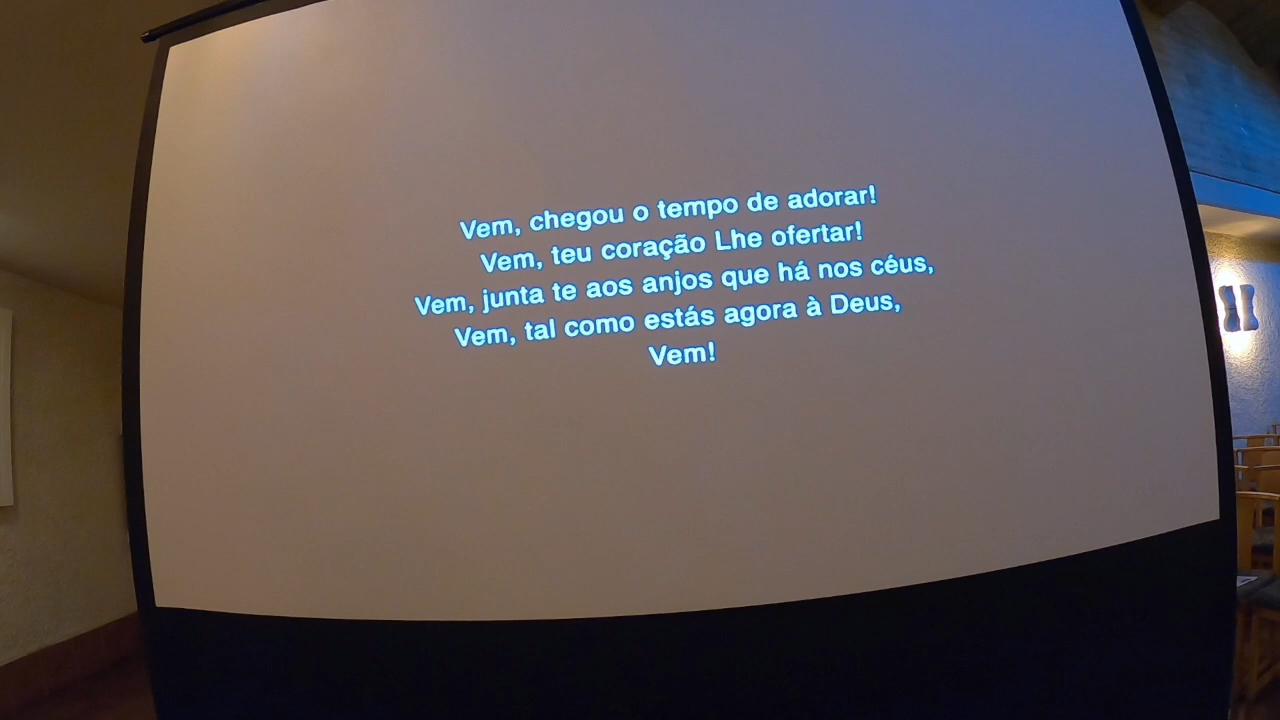 Vem, chegou o tempo de adorar!
Vem, teu coração Lhe ofertar!
Vem, junta te aos anjos que há nos céus,
Vem, tal como estás agora à Deus,
Vem!